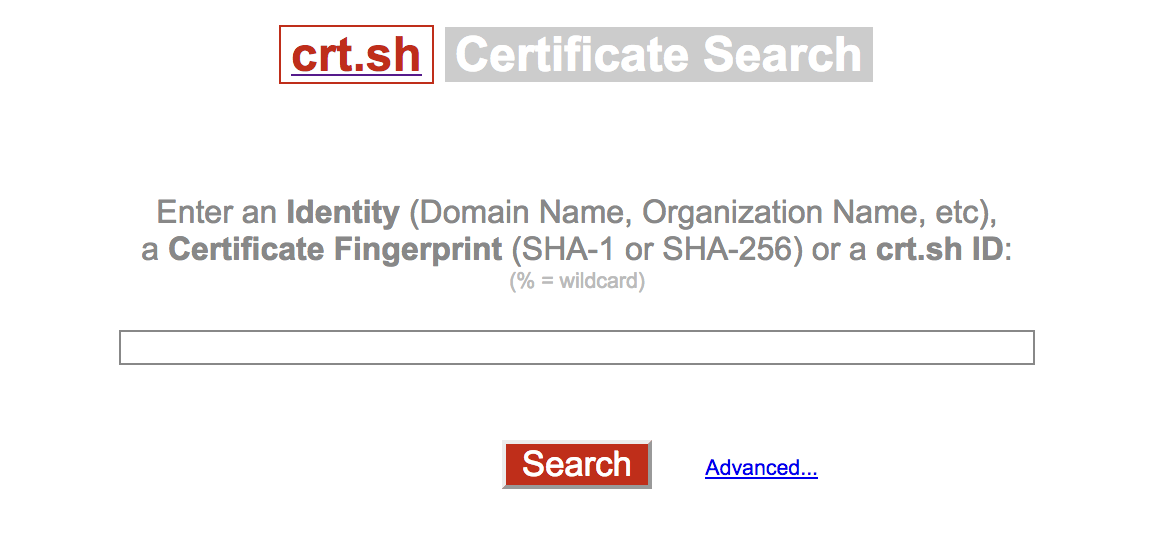 crt.sh Certificate Search
Enter an Identity (Domain Name, Organization Name, etc),
a Certificate Fingerprint (SHA-1 or SHA-256) or a crt.sh ID:
(% = wildcard)
Search Advanced...